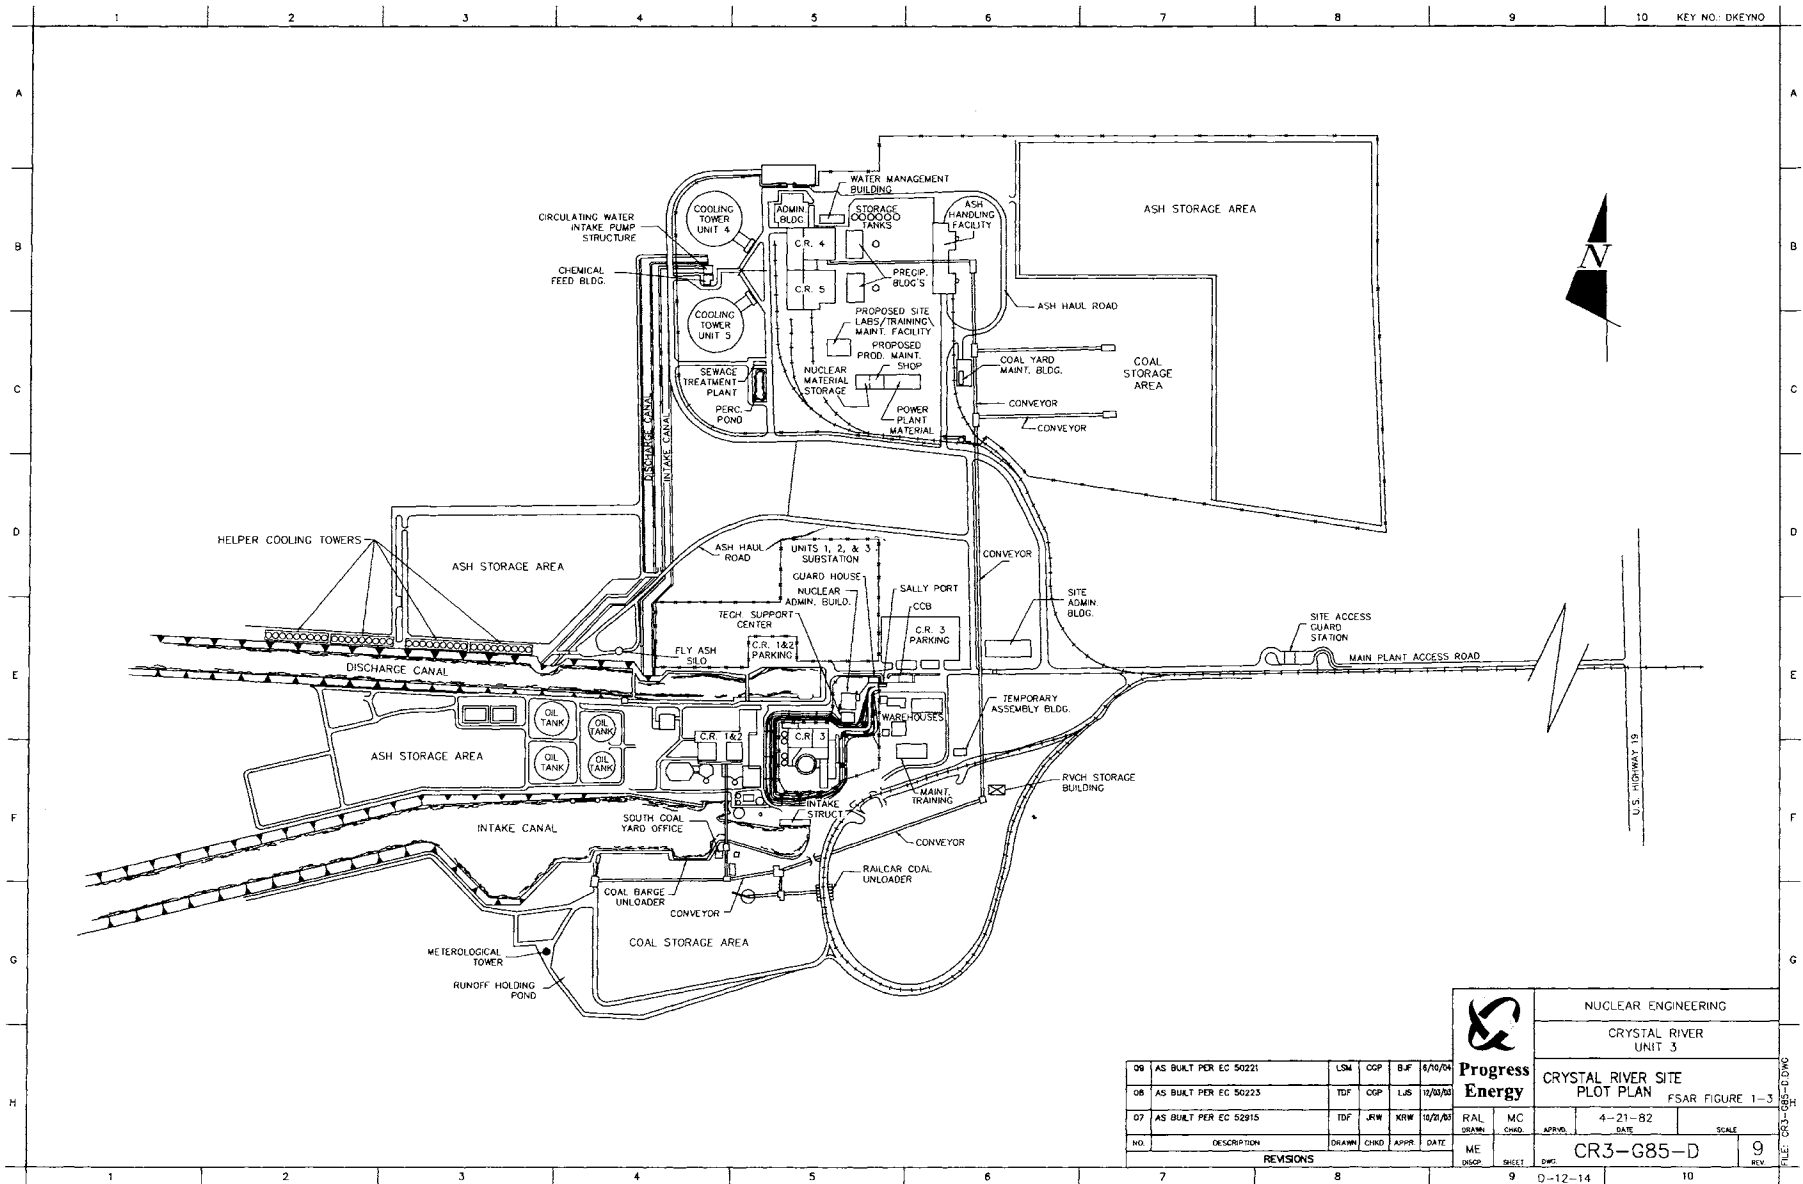 1 2 3 4 5 6 7 8 9 10 KEY NO.: DKEYNO
A A
B B
C C
D D
E E
F F
G G
H H
WATER MANAGEMENT
BUILDING
COOLING
TOWER
UNIT 4
ADMIN.
BLDG.
STORAGE
TANKS
ASH
HANDLING
FACILITY
ASH STORAGE AREA
CIRCULATING WATER
INTAKE PUMP
STRUCTURE
C.R. 4
N
CHEMICAL
FEED BLDG.
C.R. 5
PRECIP.
BLDG'S
ASH HAUL ROAD
COOLING
TOWER
UNIT 5
PROPOSED SITE
LABS/TRAINING\
MAINT. FACILITY
PROPOSED
PROD. MAINT.
SHOP
COAL YARD
MAINT. BLDG.
COAL
STORAGE
AREA
SEWAGE
TREATMENT
PLANT
NUCLEAR
MATERIAL
STORAGE
PERC.
POND
POWER
PLANT
MATERIAL
CONVEYOR
CONVEYOR
DISCHARGE CANAL
INTAKE CANAL
HELPER COOLING TOWERS
ASH STORAGE AREA
ASH HAUL
ROAD
UNITS 1, 2, & 3
SUBSTATION
CONVEYOR
GUARD HOUSE
NUCLEAR
ADMIN. BUILD.
SALLY PORT
CCB
SITE
ADMIN.
BLDG.
TECH. SUPPORT
CENTER
C.R. 3
PARKING
SITE ACCESS
GUARD
STATION
FLY ASH
SILO
C.R. 1&2
PARKING
MAIN PLANT ACCESS ROAD
DISCHARGE CANAL
TEMPORARY
ASSEMBLY BLDG.
WAREHOUSES
OIL
TANK
OIL
TANK
C.R. 1&2
C.R. 3
U.S. HIGHWAY 19
ASH STORAGE AREA
OIL
TANK
OIL
TANK
RVCH STORAGE
BUILDING
MAINT.
TRAINING
INTAKE
STRUCT.
INTAKE CANAL
SOUTH COAL
YARD OFFICE
CONVEYOR
RAILCAR COAL
UNLOADER
COAL BARGE
UNLOADER
CONVEYOR
COAL STORAGE AREA
METEROLOGICAL
TOWER
RUNOFF HOLDING
POND
Progress
Energy
NUCLEAR ENGINEERING
CRYSTAL RIVER
UNIT 3
CRYSTAL RIVER SITE
PLOT PLAN FSAR FIGURE 1-3
RAL MC 4-21-82
DRAWN CHKD. APRVD. DATE SCALE
ME CR3-G85-D 9
DISCP. SHEET DWG. REV.
FILE: CR3-G85-D.DWG
09 AS BUILT PER EC 50221 LSM CGP BJF 6/10/04
08 AS BUILT PER EC 50223 TDF CGP LJS 12/03/03
07 AS BUILT PER EC 52915 TDF JRW KRW 10/21/03
NO. DESCRIPTION DRAWN CHKD APPR. DATE
REVISIONS
1 2 3 4 5 6 7 8 9 D-12-14 10